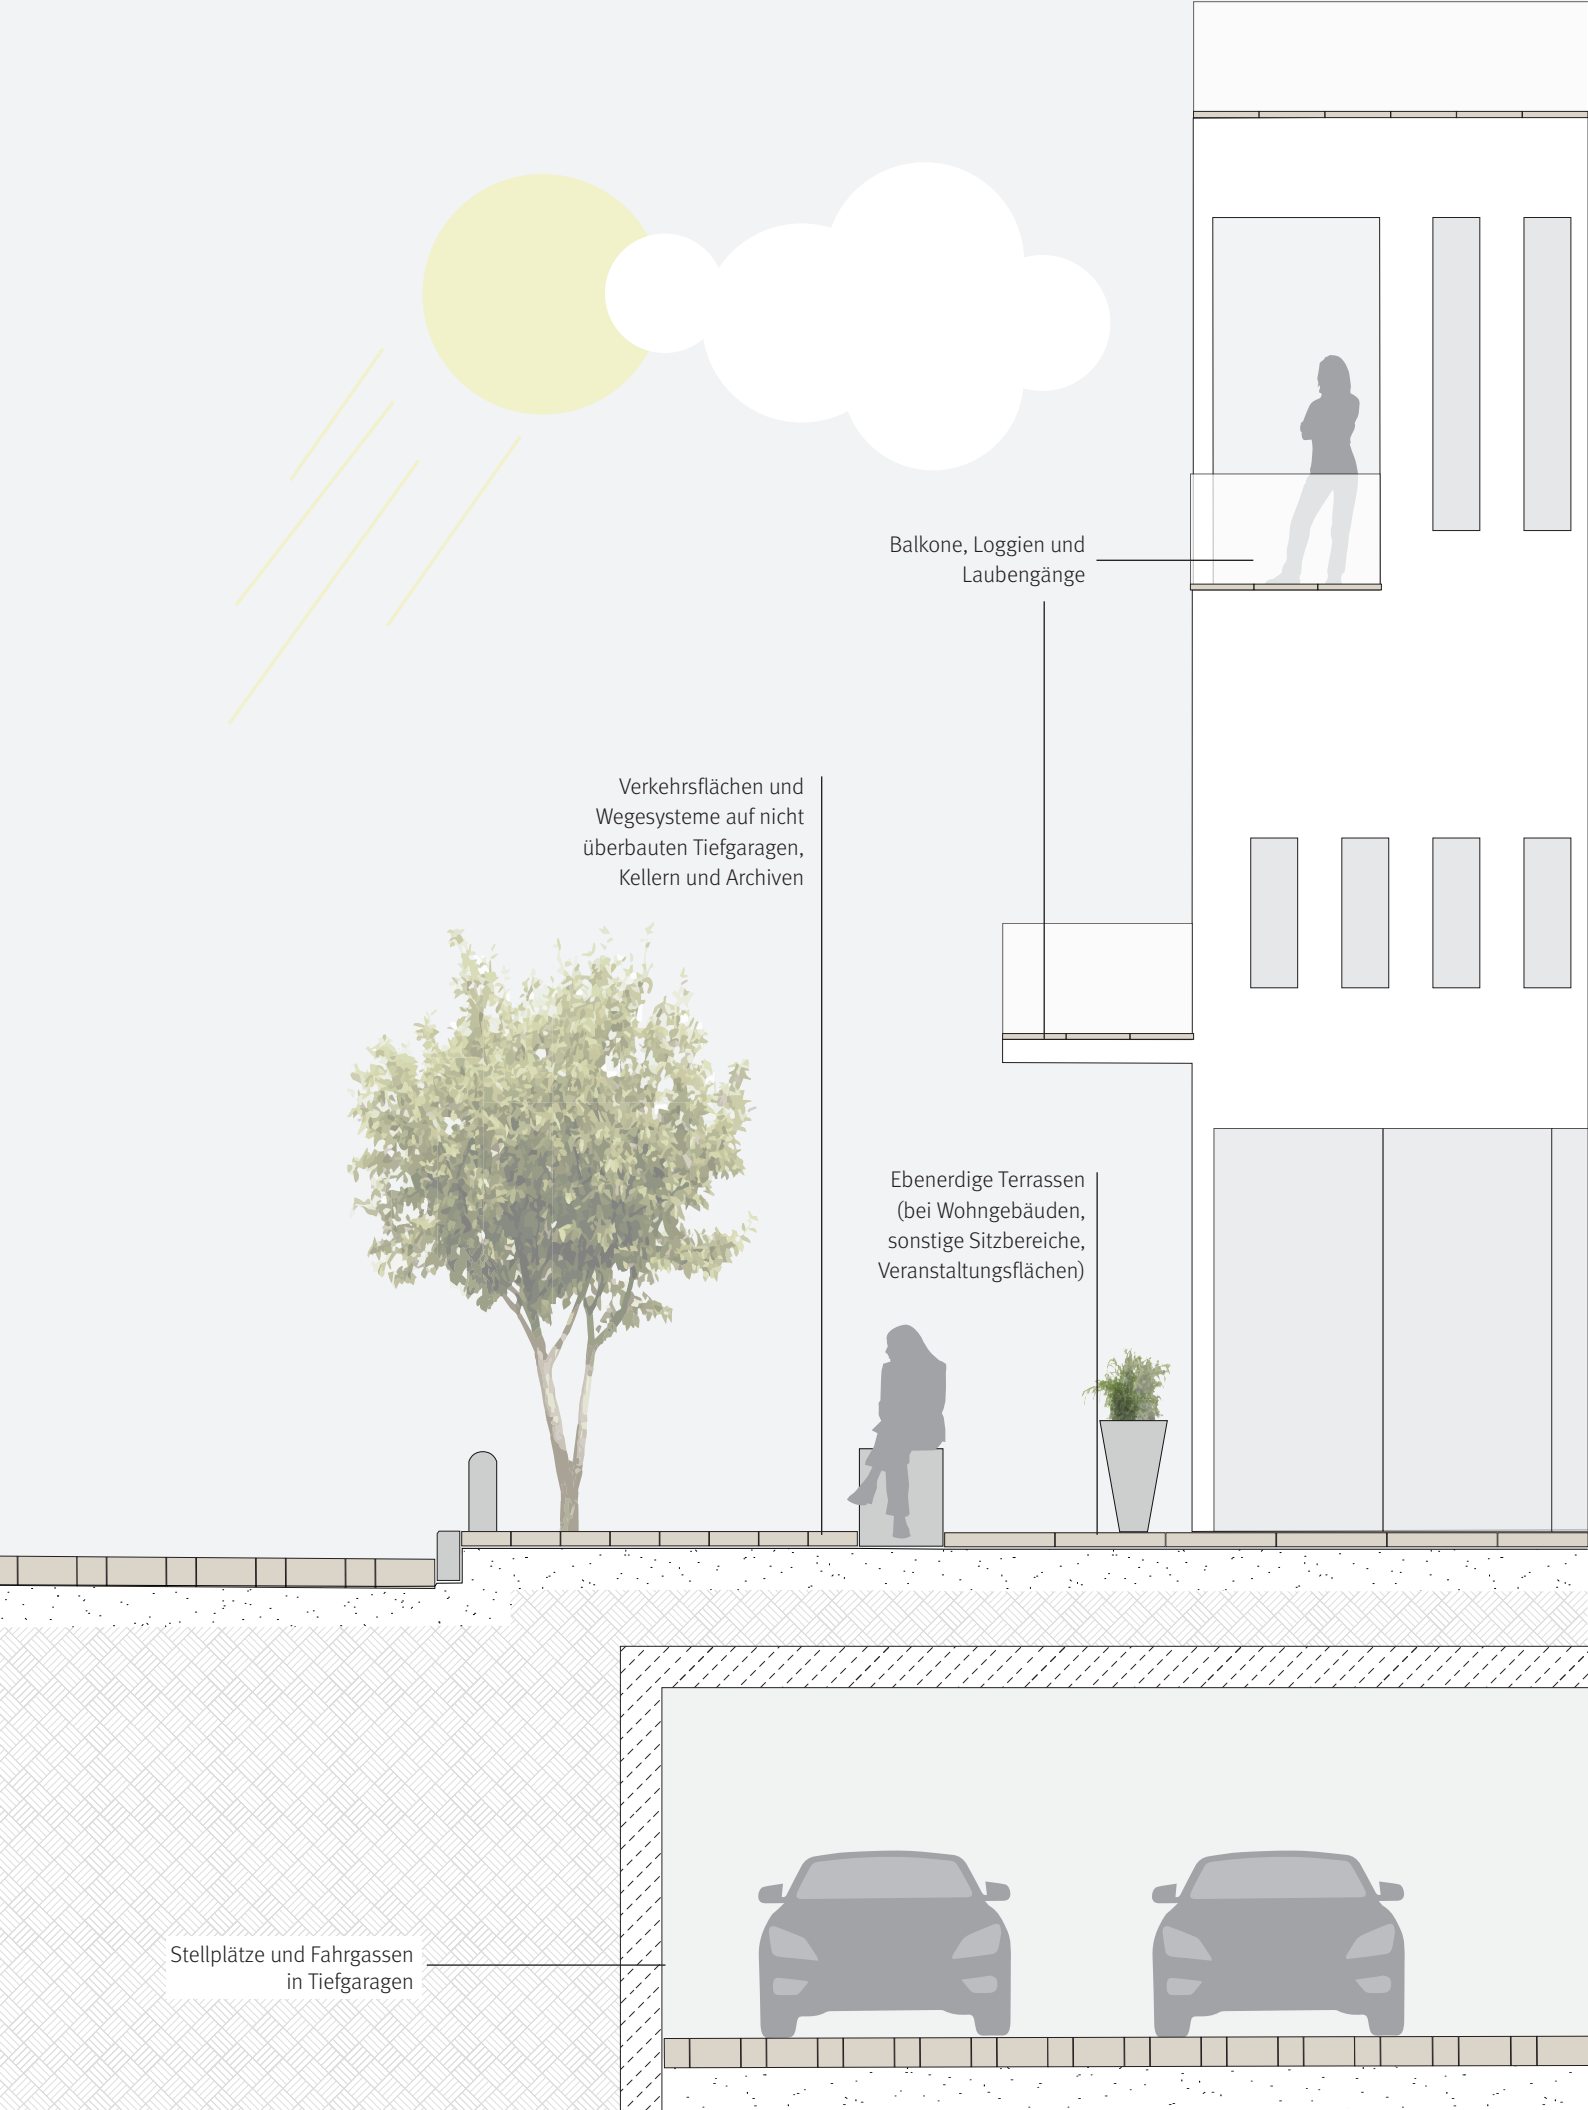 Balkone, Loggien und
Laubengänge
Verkehrsflächen und
Wegesysteme auf nicht
überbauten Tiefgaragen,
Kellern und Archiven
Ebenerdige Terrassen
(bei Wohngebäuden,
sonstige Sitzbereiche,
Veranstaltungsflächen)
Stellplätze und Fahrgassen
in Tiefgaragen